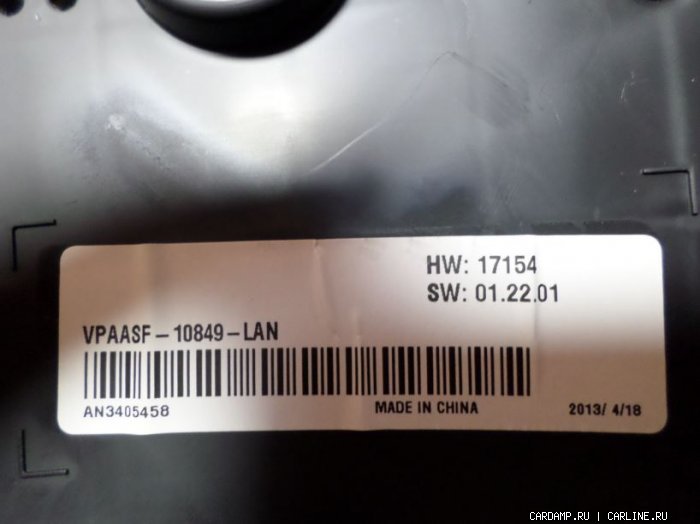 HW: 17154
SW: 01.22.01
VPAASF-10849-LAN
AN3405458
MADE IN CHINA
2013/ 4/18
CARDAMP.RU | CARLINE.RU